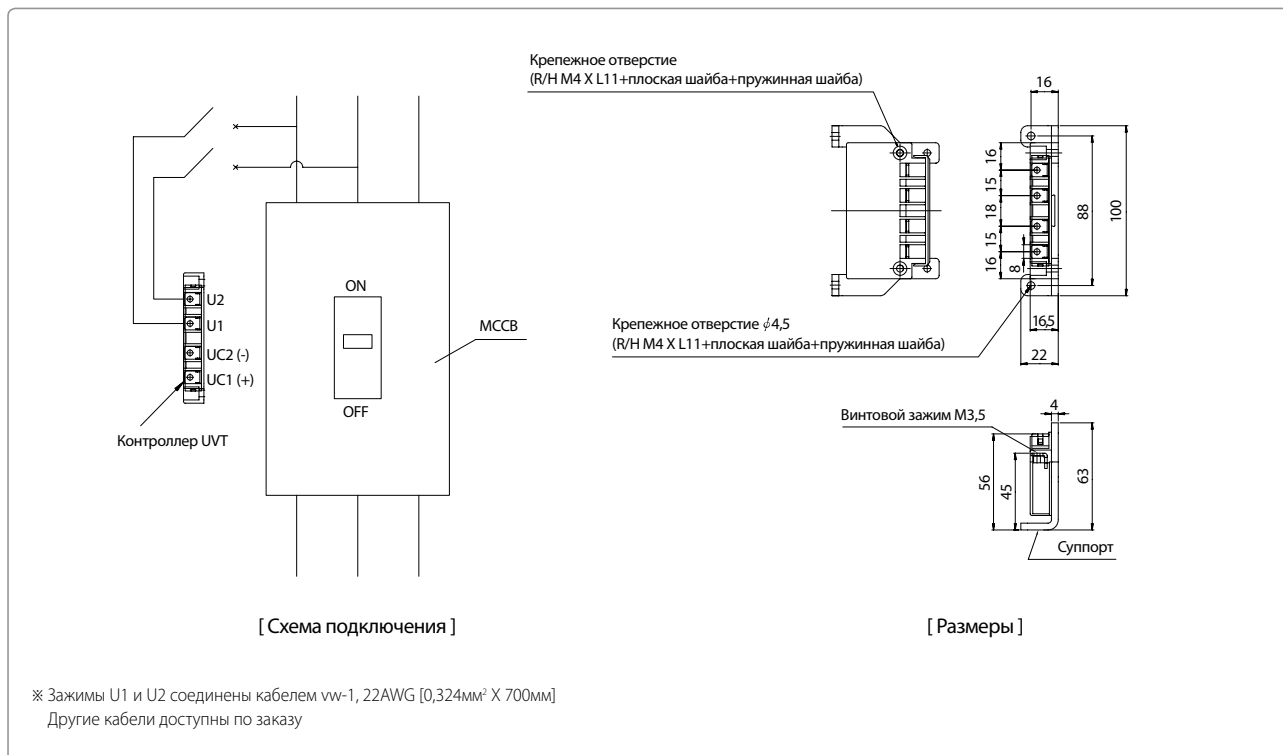 Крепежное отверстие
(R/H M4 X L11+плоская шайба+пружинная шайба)
16
16
15
18
15
16
8
88
100
16,5
22
Крепежное отверстие ϕ4,5
(R/H M4 X L11+плоская шайба+пружинная шайба)
U2
U1
UC2 (-)
UC1 (+)
Контроллер UVT
ON
OFF
MCCB
Винтовой зажим М3,5
4
56
45
63
Суппорт
[ Схема подключения ]
[ Размеры ]
※ Зажимы U1 и U2 соединены кабелем vw-1, 22AWG [0,324мм² X 700мм]
Другие кабели доступны по заказу